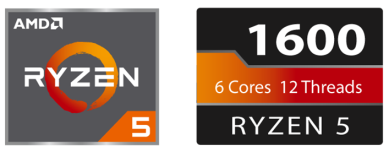 AMD
RYZEN
5
1600
6 Cores 12 Threads
RYZEN 5